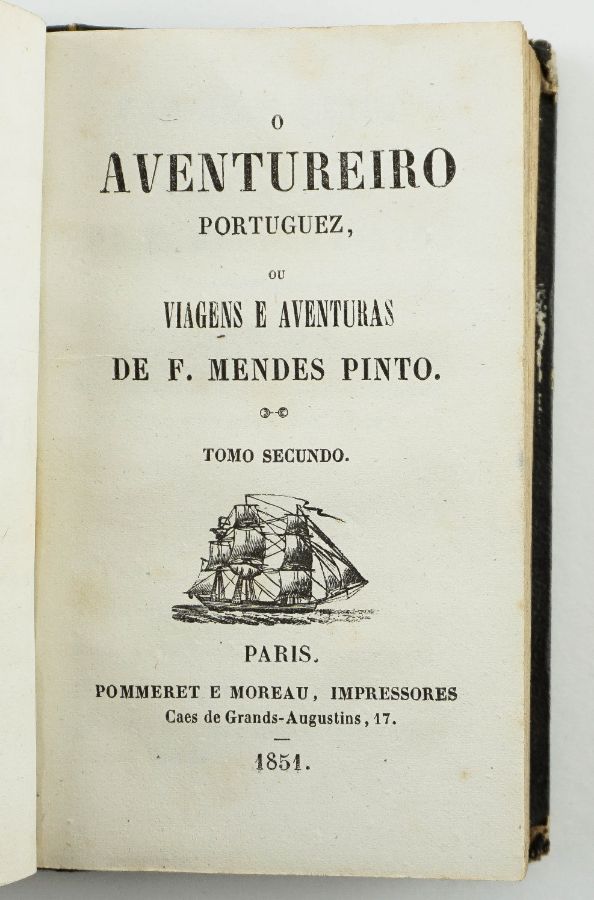 O
AVENTUREIRO
PORTUGUEZ,
OU
VIAGENS E AVENTURAS
DE F. MENDES PINTO.
TOMO SECUNDO.
PARIS.
POMMERET E MOREAU, IMPRESSORES
Caes de Grands-Augustins, 17.
1851.